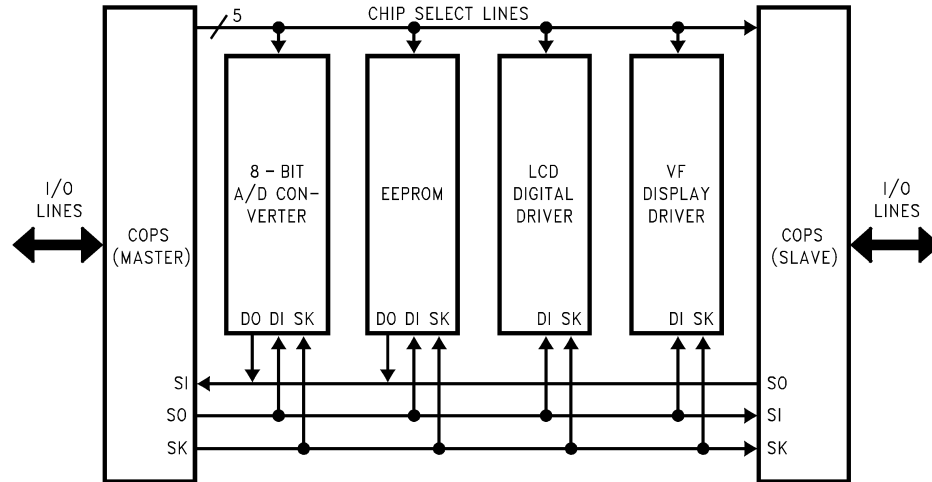 5
CHIP SELECT LINES
I/O
LINES
COPS
(MASTER)
8-BIT
A/D CON-
VERTER
EEPROM
LCD
DIGITAL
DRIVER
VF
DISPLAY
DRIVER
COPS
(SLAVE)
I/O
LINES
DO DI SK
DO DI SK
DI SK
DI SK
SI
SO
SO
SI
SK
SK